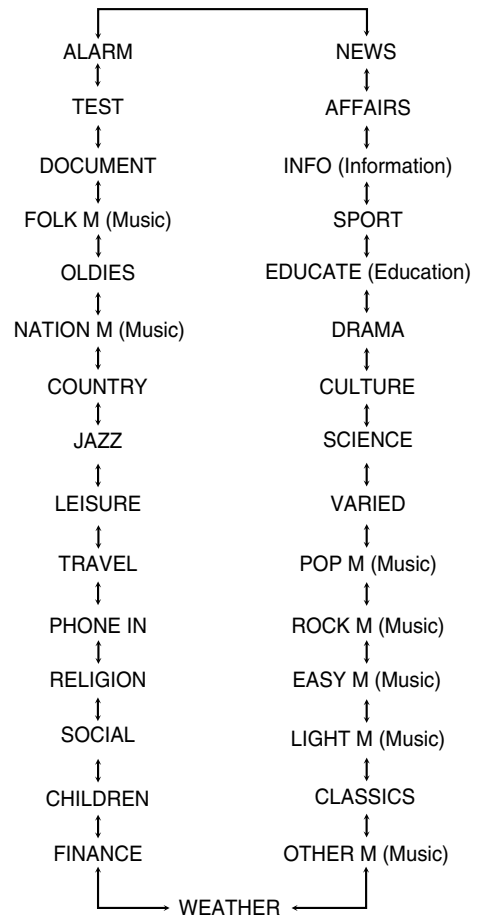 ALARM
TEST
DOCUMENT
FOLK M (Music)
OLDIES
NATION M (Music)
COUNTRY
JAZZ
LEISURE
TRAVEL
PHONE IN
RELIGION
SOCIAL
CHILDREN
FINANCE
NEWS
AFFAIRS
INFO (Information)
SPORT
EDUCATE (Education)
DRAMA
CULTURE
SCIENCE
VARIED
POP M (Music)
ROCK M (Music)
EASY M (Music)
LIGHT M (Music)
CLASSICS
OTHER M (Music)
WEATHER